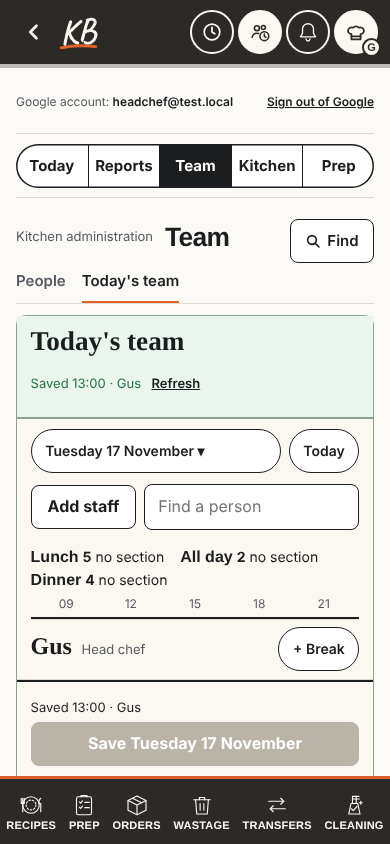 KB
G
Google account: headchef@test.local Sign out of Google
Today Reports Team Kitchen Prep
Kitchen administration Team Find
People Today's team
Today's team
Saved 13:00 · Gus Refresh
Tuesday 17 November ▾ Today
Add staff Find a person
Lunch 5 no section All day 2 no section
Dinner 4 no section
09 12 15 18 21
Gus Head chef + Break
Saved 13:00 · Gus
Save Tuesday 17 November
RECIPES PREP ORDERS WASTAGE TRANSFERS CLEANING